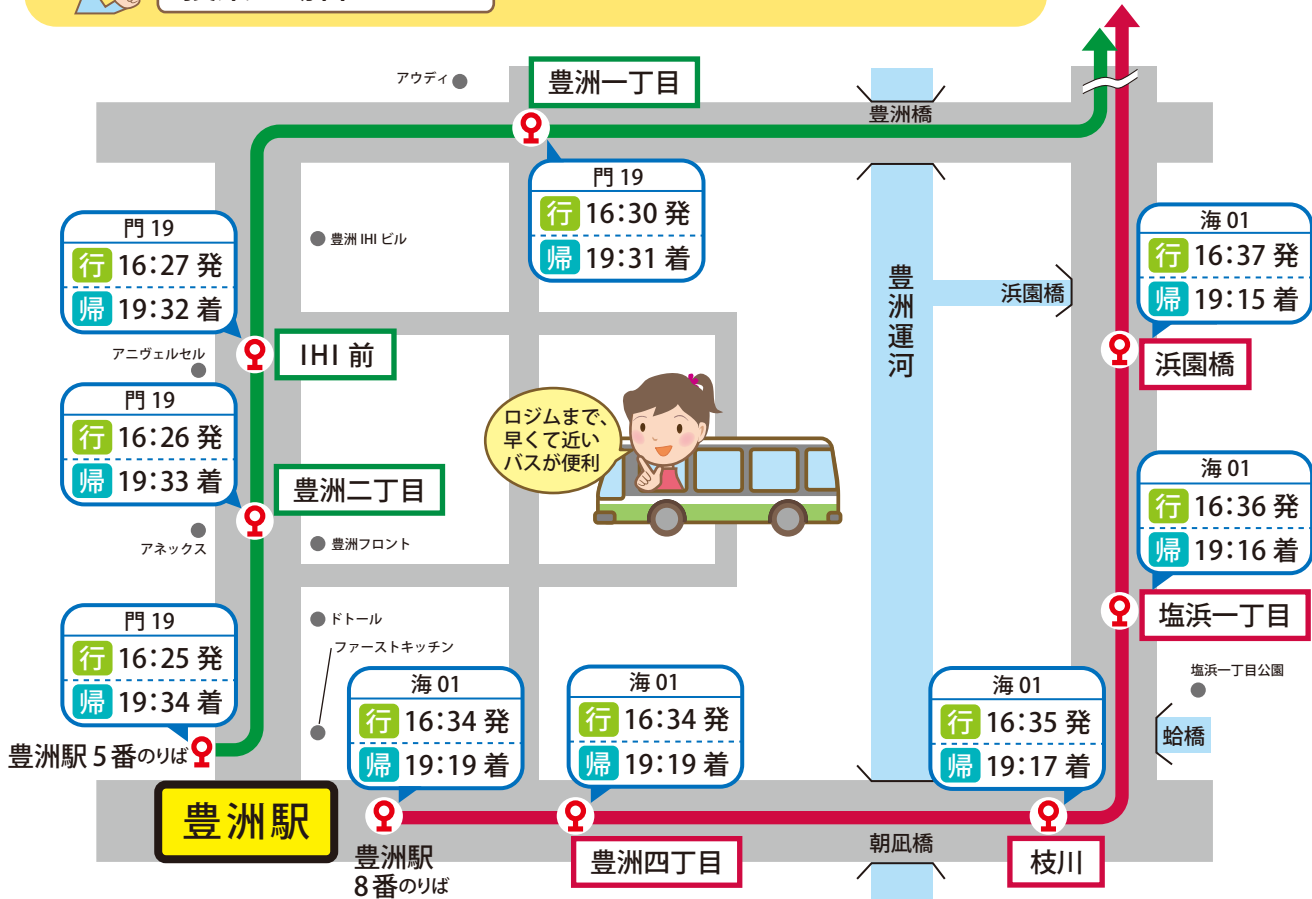 アウディ
豊洲一丁目
豊洲橋
門 19
行 16:30 発
帰 19:31 着
門 19
行 16:27 発
帰 19:32 着
豊洲 IHI ビル
海 01
行 16:37 発
帰 19:15 着
豊洲運河
浜園橋
アニヴェルセル
IHI 前
浜園橋
門 19
行 16:26 発
帰 19:33 着
ロジムまで、
早くて近い
バスが便利
豊洲二丁目
アネックス
豊洲フロント
海 01
行 16:36 発
帰 19:16 着
塩浜一丁目
門 19
行 16:25 発
帰 19:34 着
ドトール
ファーストキッチン
塩浜一丁目公園
蛤橋
海 01
行 16:34 発
帰 19:19 着
海 01
行 16:34 発
帰 19:19 着
海 01
行 16:35 発
帰 19:17 着
豊洲駅 5 番のりば
豊洲駅
豊洲駅
8 番のりば
豊洲四丁目
朝凪橋
枝川